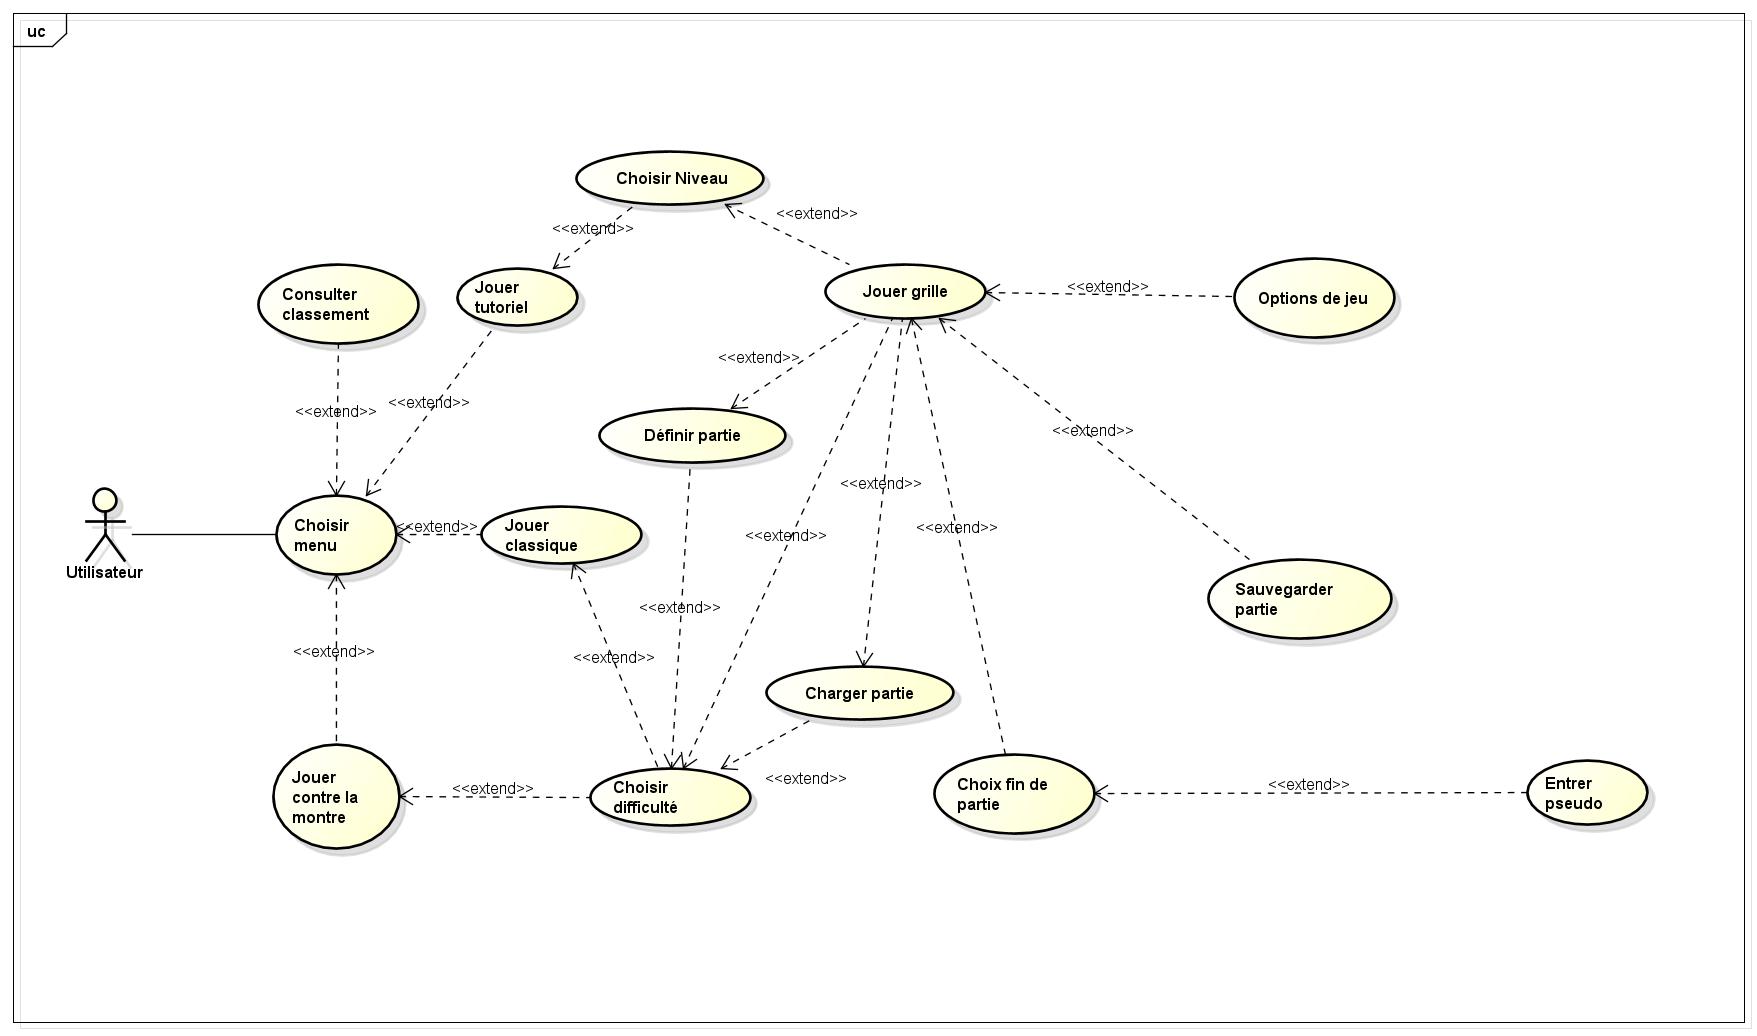 uc
Choisir Niveau
<<extend>>
<<extend>>
Consulter
classement
Jouer
tutoriel
Jouer grille
<<extend>>
Options de jeu
<<extend>>
<<extend>>
<<extend>>
Définir partie
<<extend>>
<<extend>>
Utilisateur
Choisir
menu
<<extend>>
Jouer
classique
<<extend>>
<<extend>>
<<extend>>
Sauvegarder
partie
<<extend>>
<<extend>>
<<extend>>
Charger partie
Jouer
contre la
montre
<<extend>>
Choisir
difficulté
<<extend>>
Choix fin de
partie
<<extend>>
Entrer
pseudo